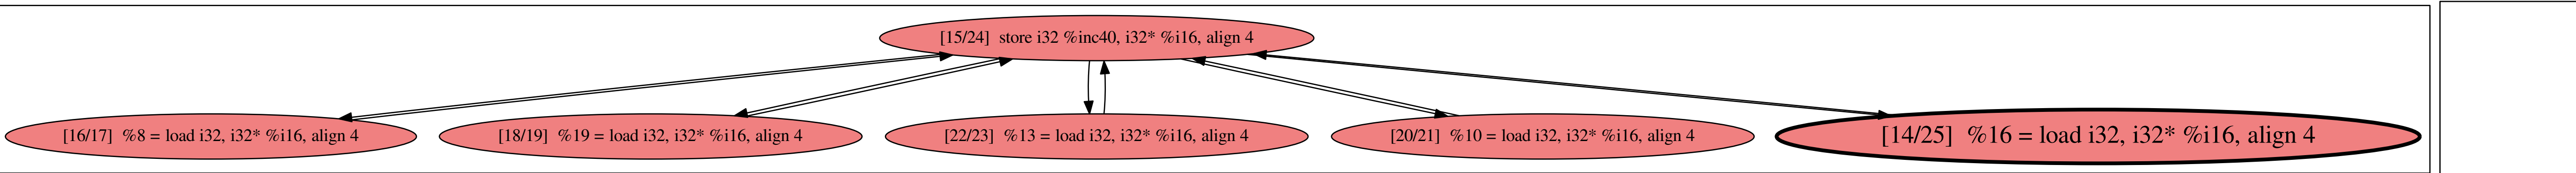 [15/24]  store i32 %inc40, i32* %i16, align 4
[16/17]  %8 = load i32, i32* %i16, align 4
[18/19]  %19 = load i32, i32* %i16, align 4
[22/23]  %13 = load i32, i32* %i16, align 4
[20/21]  %10 = load i32, i32* %i16, align 4
[14/25]  %16 = load i32, i32* %i16, align 4